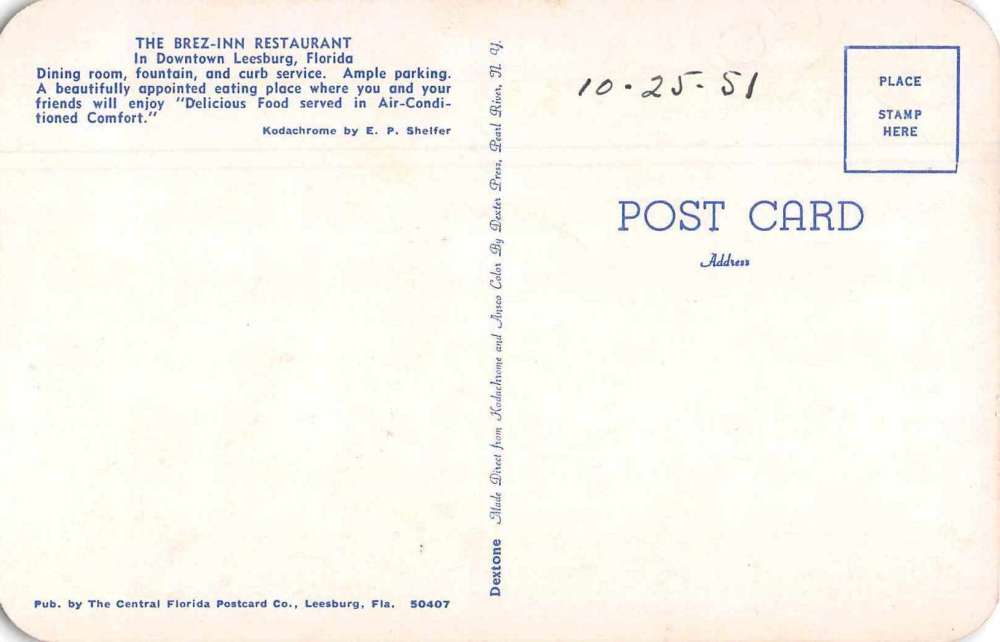 THE BREZ-INN RESTAURANT
In Downtown Leesburg, Florida
Dining room, fountain, and curb service. Ample parking.
A beautifully appointed eating place where you and your
friends will enjoy "Delicious Food served in Air-Condi-
tioned Comfort."
Kodachrome by E. P. Shelfer
Pub. by The Central Florida Postcard Co., Leesburg, Fla. 50407
Dextone Made Direct from Kodachrome and Ansco Color By Dexter Press, Pearl River, N. Y.
10-25-51
PLACE
STAMP
HERE
POST CARD
Address